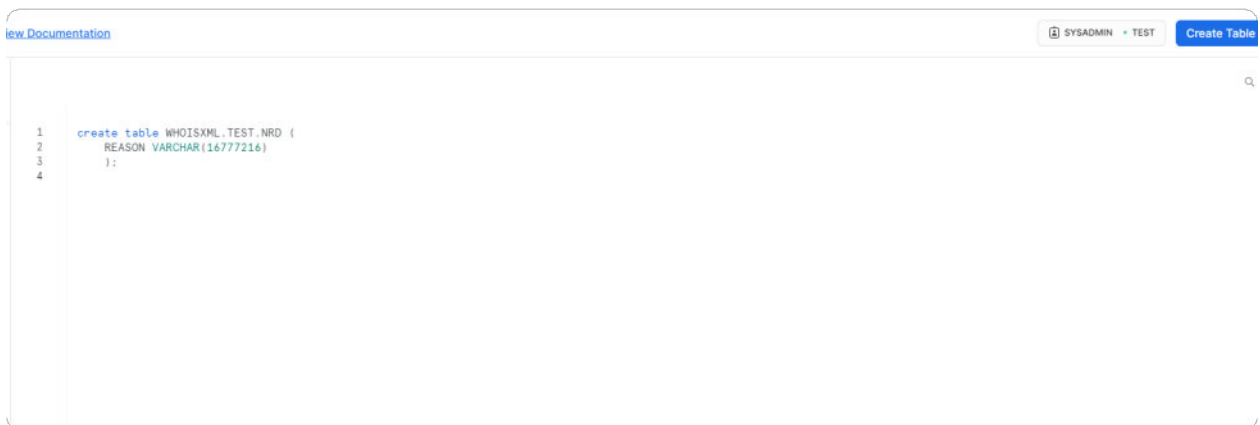 iew Documentation
SYSADMIN • TEST
Create Table
1 create table WHOISXML.TEST.NRD (
2 REASON VARCHAR(16777216)
3 );
4